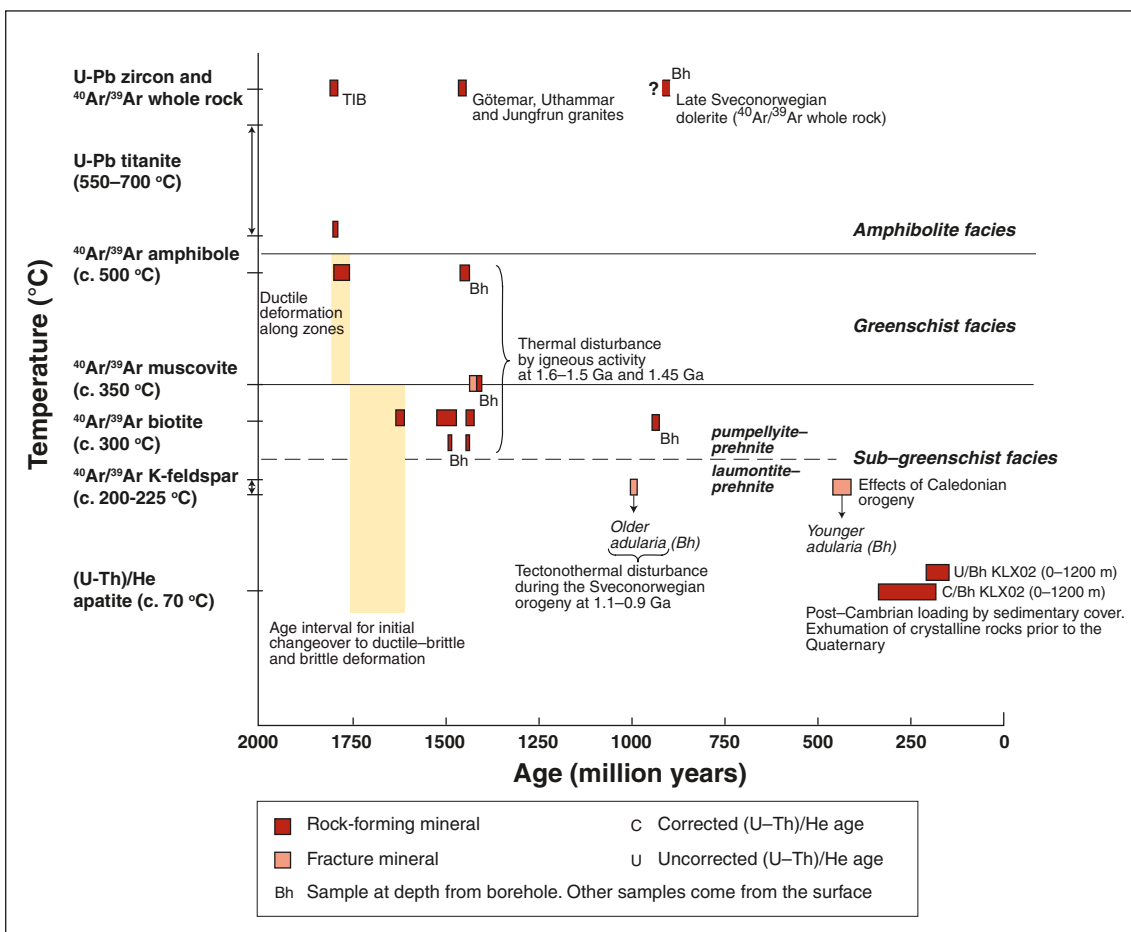 U-Pb zircon and
⁴⁰Ar/³⁹Ar whole rock
U-Pb titanite
(550–700 °C)
⁴⁰Ar/³⁹Ar amphibole
(c. 500 °C)
⁴⁰Ar/³⁹Ar muscovite
(c. 350 °C)
⁴⁰Ar/³⁹Ar biotite
(c. 300 °C)
⁴⁰Ar/³⁹Ar K-feldspar
(c. 200-225 °C)
(U-Th)/He
apatite (c. 70 °C)
Temperature (°C)
TIB
Götemar, Uthammar
and Jungfrun granites
?
Bh
Late Sveconorwegian
dolerite (⁴⁰Ar/³⁹Ar whole rock)
Amphibolite facies
Ductile
deformation
along zones
Bh
Greenschist facies
Thermal disturbance
by igneous activity
at 1.6–1.5 Ga and 1.45 Ga
Bh
Bh
Bh
pumpellyite–
prehnite
laumontite–
prehnite
Sub–greenschist facies
Older
adularia (Bh)
Tectonothermal disturbance
during the Sveconorwegian
orogeny at 1.1–0.9 Ga
Effects of Caledonian
orogeny
Younger
adularia (Bh)
U/Bh KLX02 (0–1200 m)
C/Bh KLX02 (0–1200 m)
Post–Cambrian loading by sedimentary cover.
Exhumation of crystalline rocks prior to the
Quaternary
Age interval for initial
changeover to ductile–brittle
and brittle deformation
2000 1750 1500 1250 1000 750 500 250 0
Age (million years)
Rock-forming mineral
C Corrected (U–Th)/He age
Fracture mineral
U Uncorrected (U–Th)/He age
Bh Sample at depth from borehole. Other samples come from the surface